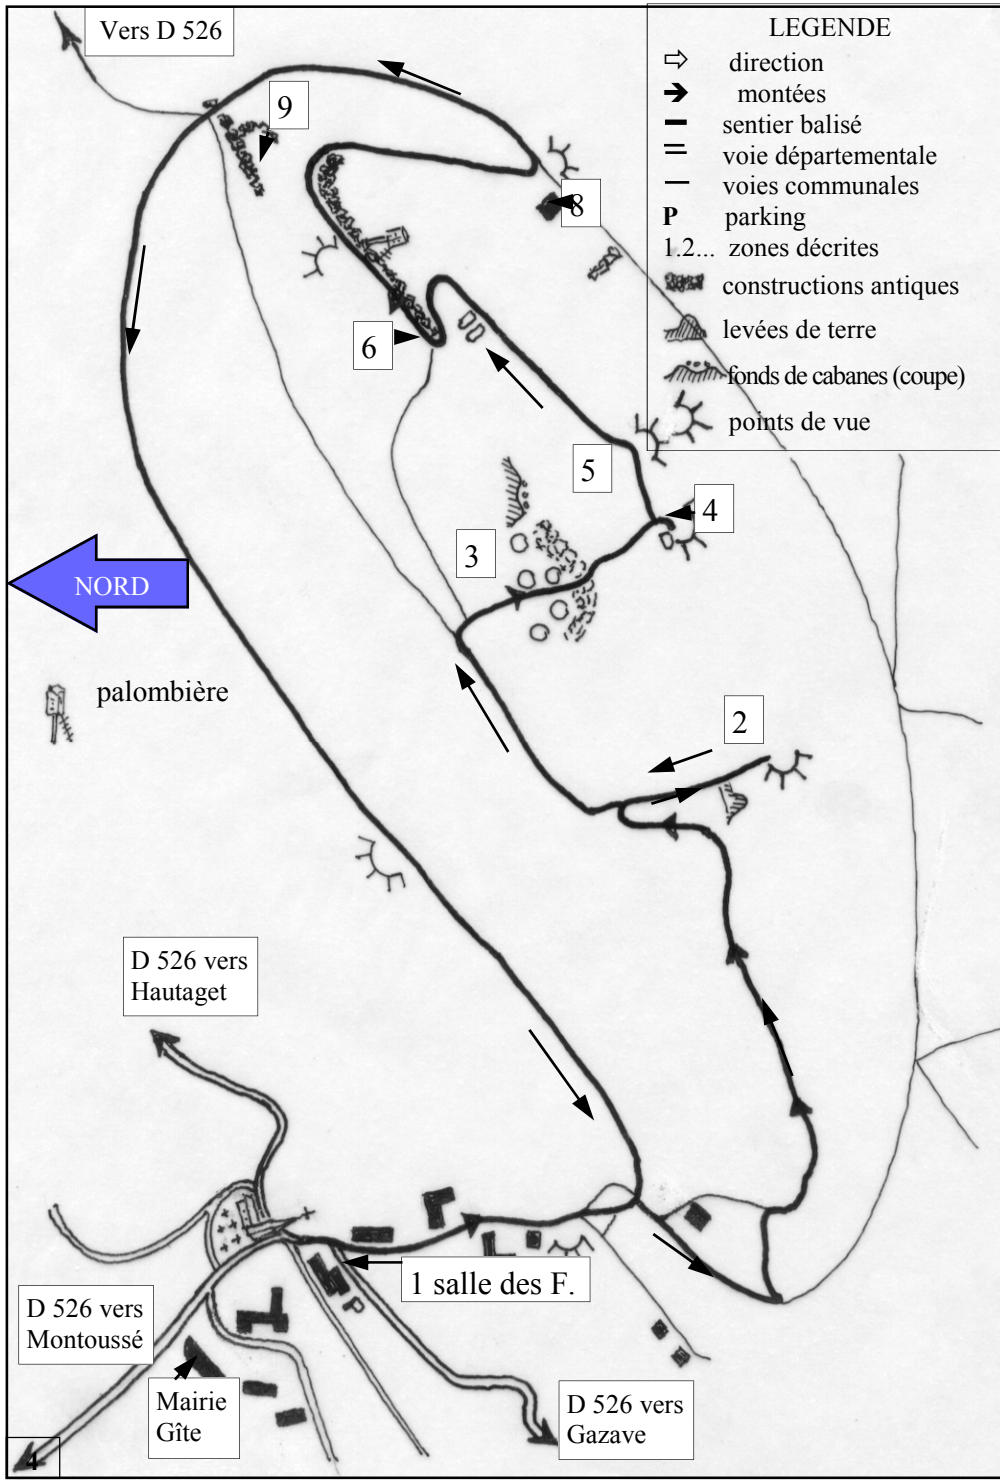 Vers D 526
LEGENDE
direction
montées
sentier balisé
voie départementale
voies communales
P parking
1.2... zones décrites
constructions antiques
levées de terre
fonds de cabanes (coupe)
points de vue
9
8
6
5
4
3
NORD
palombière
2
D 526 vers
Hautaget
1 salle des F.
P
D 526 vers
Montoussé
Mairie
Gîte
D 526 vers
Gazave
4